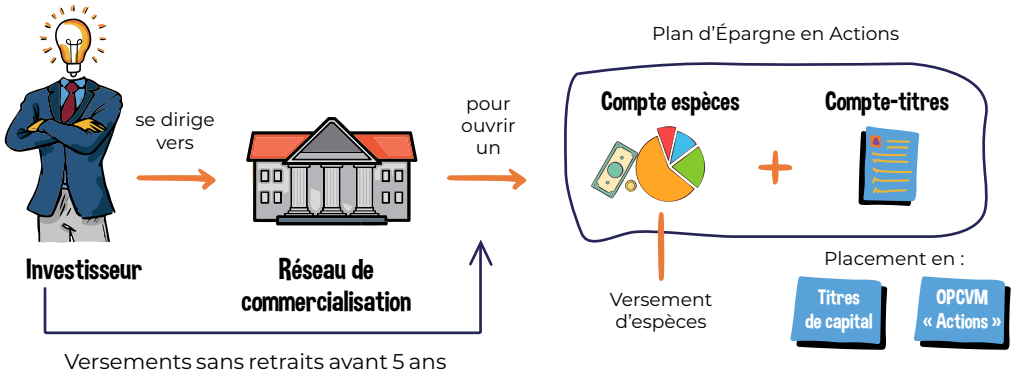 Plan d’Épargne en Actions
Compte espèces
Compte-titres
se dirige
vers
pour
ouvrir
un
Investisseur
Réseau de
commercialisation
Versement
d’espèces
Placement en :
Titres
de capital
OPCVM
« Actions »
Versements sans retraits avant 5 ans